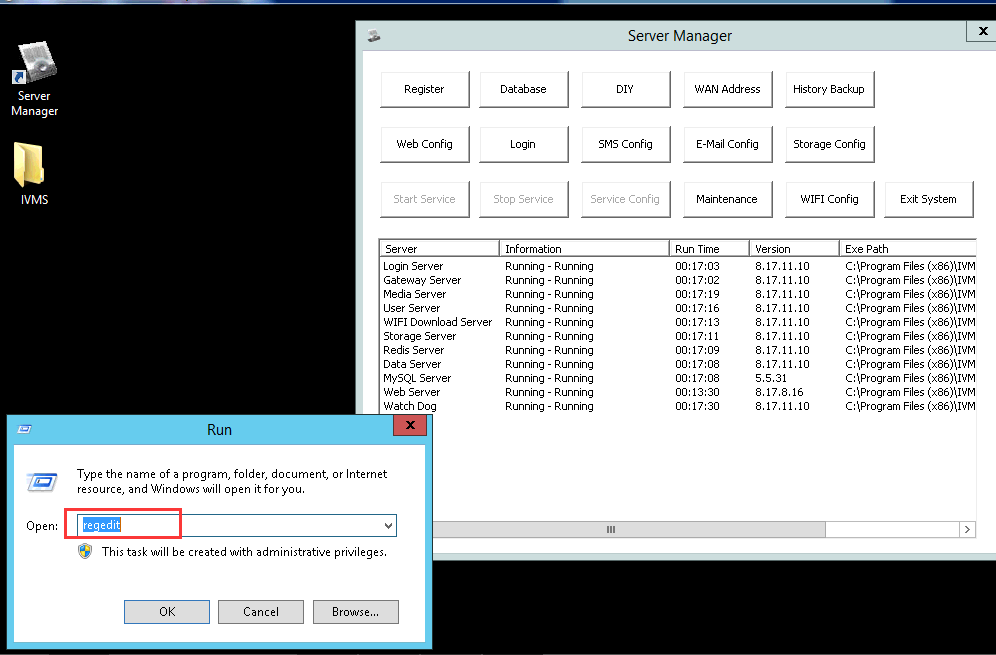 Server
Manager
IVMS
Server Manager
Register Database DIY WAN Address History Backup
Web Config Login SMS Config E-Mail Config Storage Config
Start Service Stop Service Service Config Maintenance WIFI Config Exit System
Server Information Run Time Version Exe Path
Login Server Running - Running 00:17:03 8.17.11.10 C:\Program Files (x86)\IVM
Gateway Server Running - Running 00:17:02 8.17.11.10 C:\Program Files (x86)\IVM
Media Server Running - Running 00:17:19 8.17.11.10 C:\Program Files (x86)\IVM
User Server Running - Running 00:17:16 8.17.11.10 C:\Program Files (x86)\IVM
WIFI Download Server Running - Running 00:17:13 8.17.11.10 C:\Program Files (x86)\IVM
Storage Server Running - Running 00:17:11 8.17.11.10 C:\Program Files (x86)\IVM
Redis Server Running - Running 00:17:09 8.17.11.10 C:\Program Files (x86)\IVM
Data Server Running - Running 00:17:08 8.17.11.10 C:\Program Files (x86)\IVM
MySQL Server Running - Running 00:17:08 5.5.31 C:\Program Files (x86)\IVM
Web Server Running - Running 00:13:30 8.17.8.16 C:\Program Files (x86)\IVM
Watch Dog Running - Running 00:17:30 8.17.11.10 C:\Program Files (x86)\IVM
Run
Type the name of a program, folder, document, or Internet
resource, and Windows will open it for you.
Open: regedit
This task will be created with administrative privileges.
OK Cancel Browse...